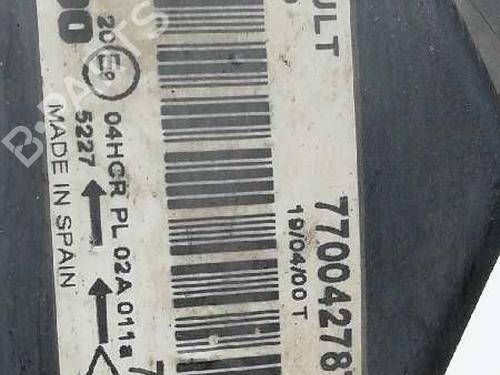 ULT
77004278
19/04/00 T
20 E9
04HCR PL 02A 011a
5227
MADE IN SPAIN
B-PARTS